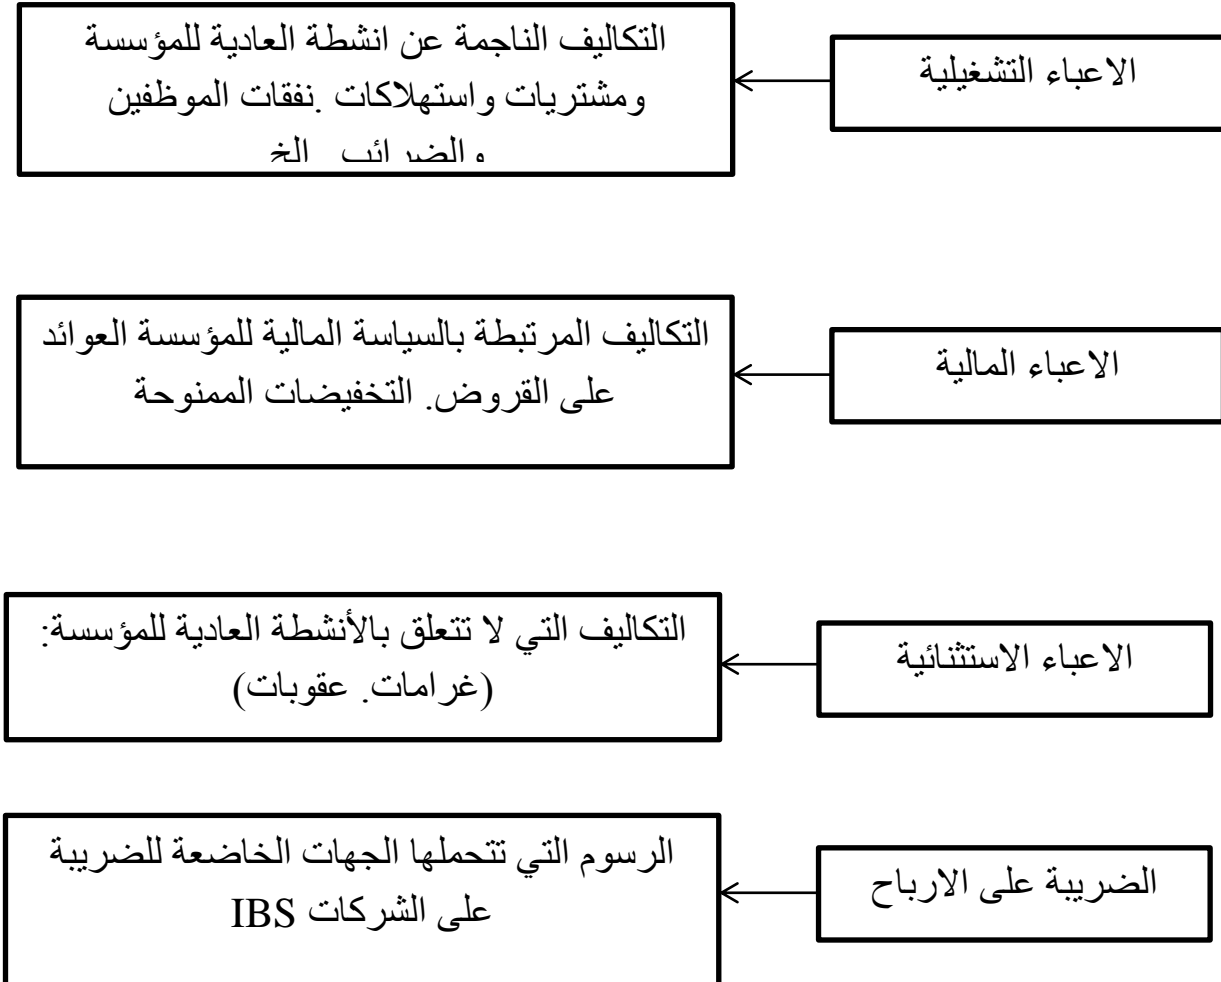 الاعباء التشغيلية
التكاليف الناجمة عن انشطة العادية للمؤسسة
ومشتريات واستهلاكات .نفقات الموظفين
والضرائب .. الخ
الاعباء المالية
التكاليف المرتبطة بالسياسة المالية للمؤسسة العوائد
على القروض. التخفيضات الممنوحة
الاعباء الاستثنائية
التكاليف التي لا تتعلق بالأنشطة العادية للمؤسسة:
(غرامات. عقوبات)
الضريبة على الارباح
الرسوم التي تتحملها الجهات الخاضعة للضريبة
على الشركات IBS